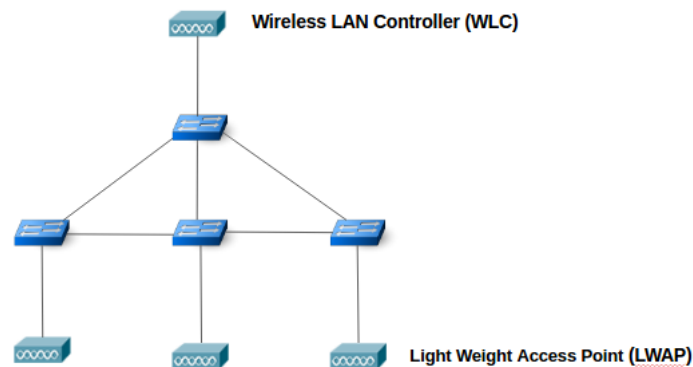 Wireless LAN Controller (WLC)
Light Weight Access Point (LWAP)